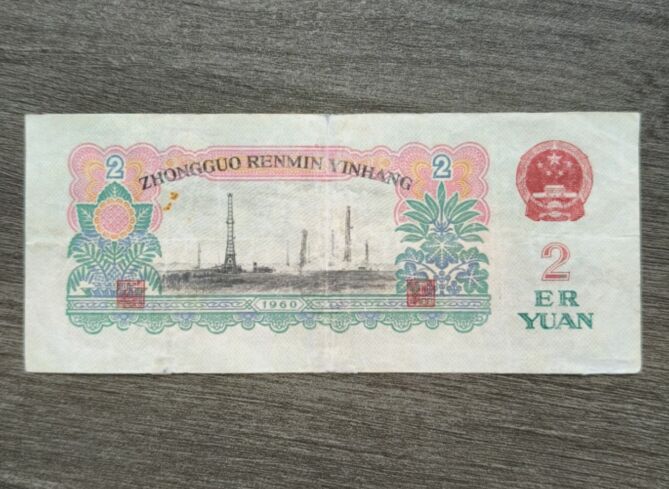 2
ZHONGGUO RENMIN YINHANG
2
1960
2
ER
YUAN